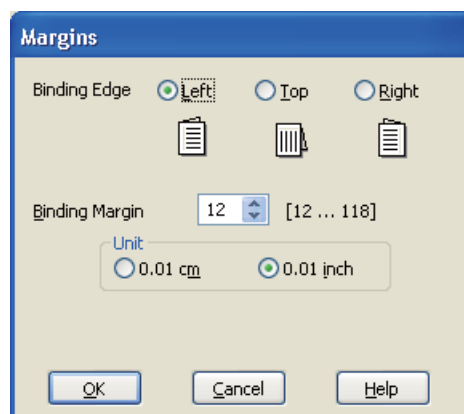 Margins
Binding Edge Left Top Right
Binding Margin 12 [12 ... 118]
Unit
0.01 cm 0.01 inch
OK Cancel Help